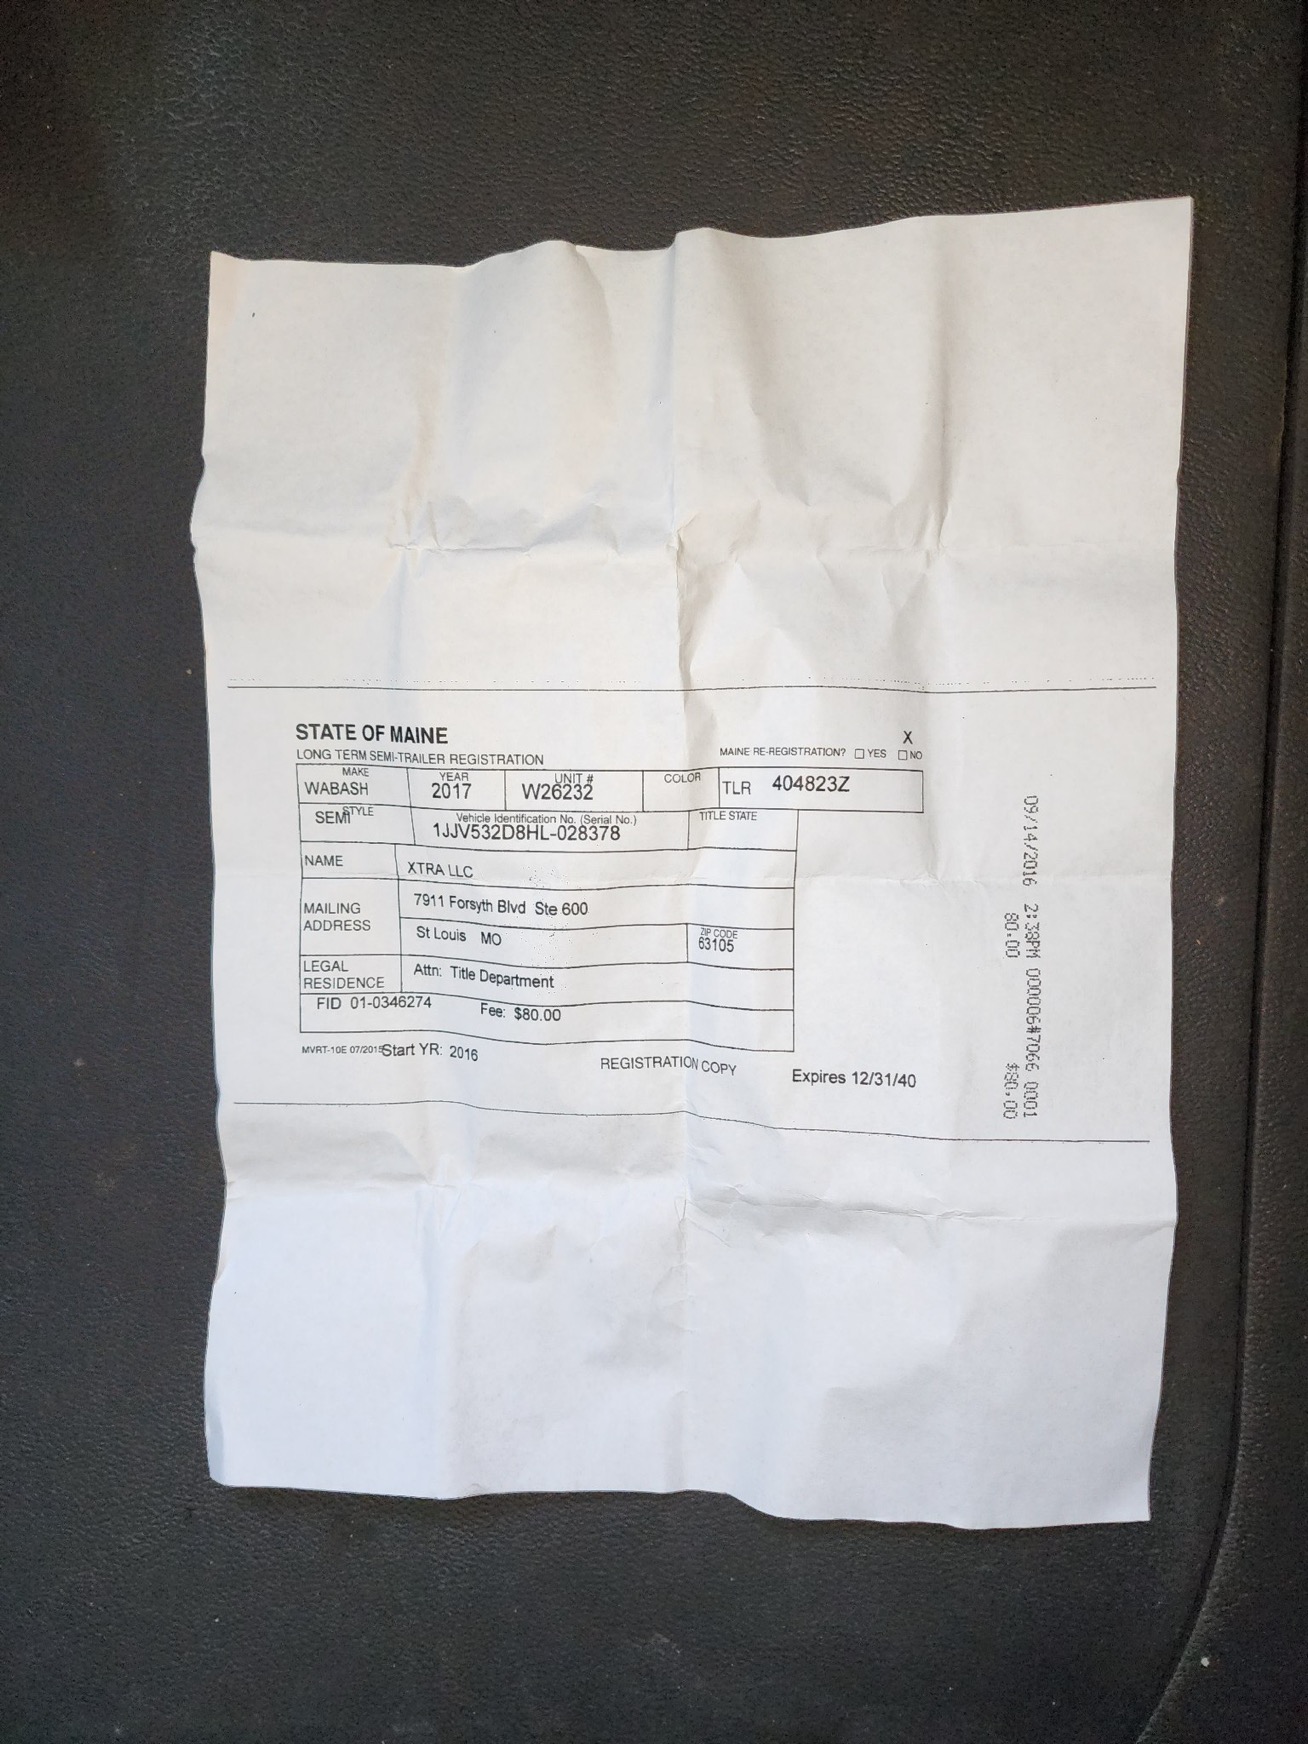 STATE OF MAINE
LONG TERM SEMI-TRAILER REGISTRATION
X
MAINE RE-REGISTRATION? ☐ YES ☐ NO
MAKE YEAR UNIT # COLOR
WABASH 2017 W26232 TLR 404823Z
STYLE Vehicle Identification No. (Serial No.) TITLE STATE
SEMI 1JJV532D8HL-028378
NAME XTRA LLC
MAILING ADDRESS 7911 Forsyth Blvd Ste 600
St Louis MO ZIP CODE 63105
LEGAL RESIDENCE Attn: Title Department
FID 01-0346274 Fee: $80.00
MVRT-10E 07/2015 Start YR: 2016
REGISTRATION COPY
Expires 12/31/40
09/14/2016 2:38PM 000006#7066 0001
80.00 $80.00